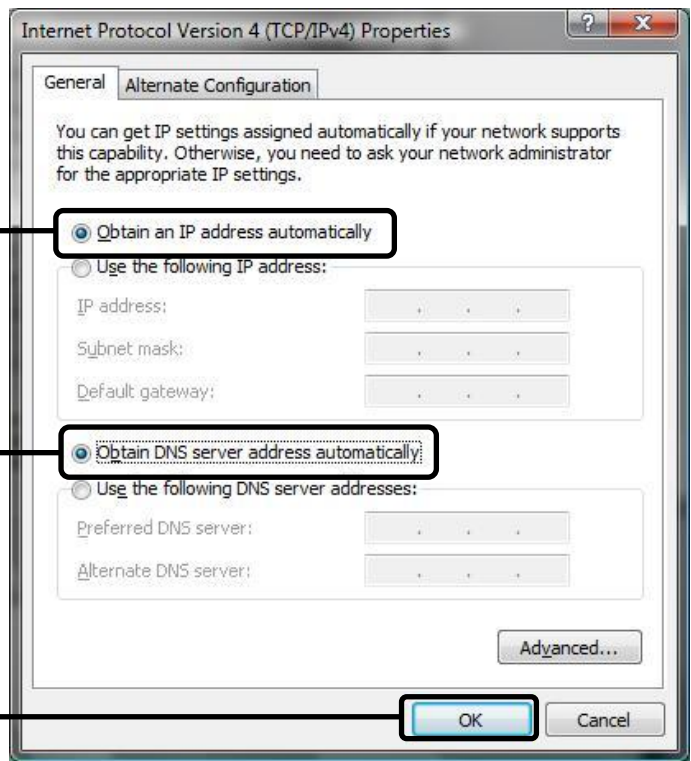 Internet Protocol Version 4 (TCP/IPv4) Properties
?
X
General
Alternate Configuration
You can get IP settings assigned automatically if your network supports
this capability. Otherwise, you need to ask your network administrator
for the appropriate IP settings.
Obtain an IP address automatically
Use the following IP address:
IP address:
Subnet mask:
Default gateway:
Obtain DNS server address automatically
Use the following DNS server addresses:
Preferred DNS server:
Alternate DNS server:
Advanced...
OK
Cancel